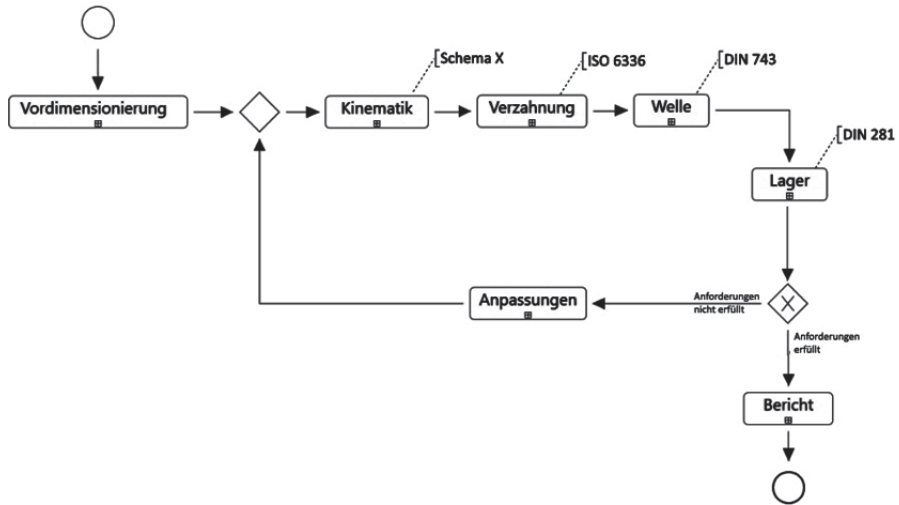 Schema X
ISO 6336
DIN 743
Vordimensionierung
Kinematik
Verzahnung
Welle
DIN 281
Lager
Anpassungen
Anforderungen
nicht erfüllt
X
Anforderungen
erfüllt
Bericht